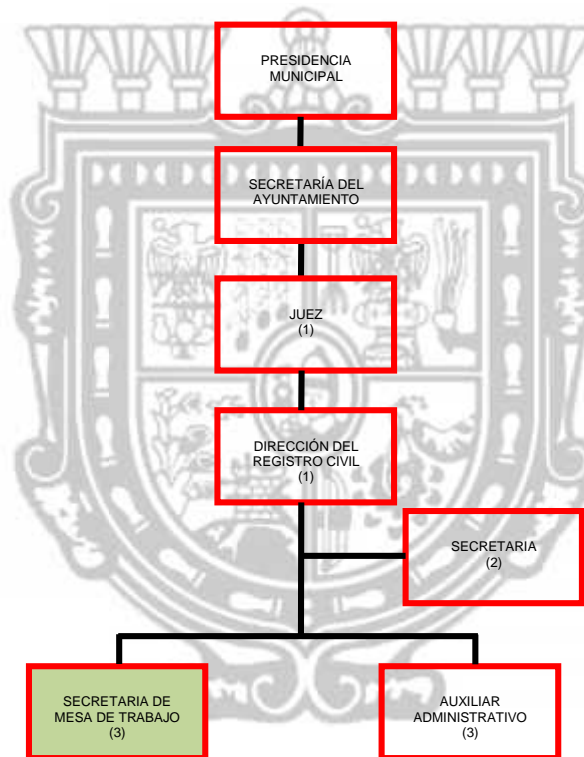 PRESIDENCIA
MUNICIPAL
SECRETARÍA DEL
AYUNTAMIENTO
JUEZ
(1)
DIRECCIÓN DEL
REGISTRO CIVIL
(1)
SECRETARIA
(2)
SECRETARIA DE
MESA DE TRABAJO
(3)
AUXILIAR
ADMINISTRATIVO
(3)